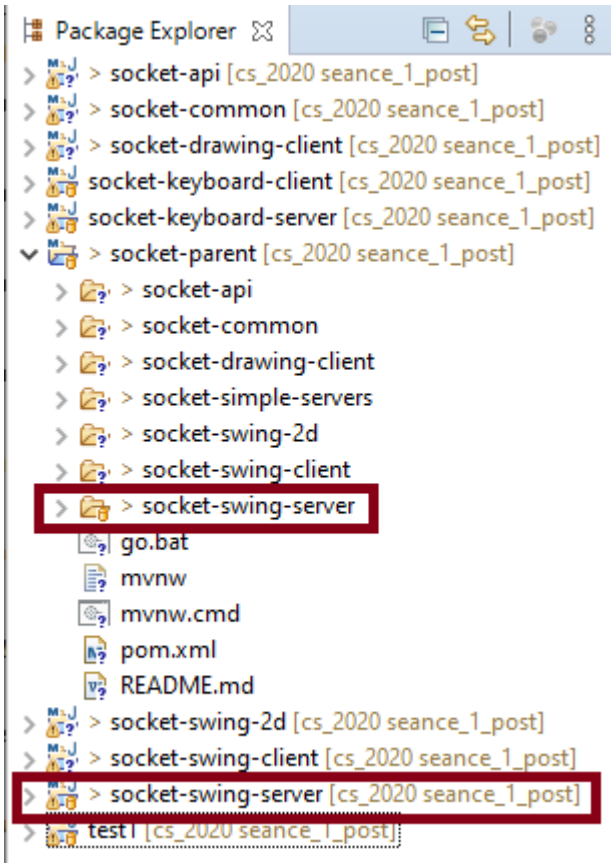 Package Explorer
> socket-api [cs_2020 seance_1_post]
> socket-common [cs_2020 seance_1_post]
> socket-drawing-client [cs_2020 seance_1_post]
socket-keyboard-client [cs_2020 seance_1_post]
socket-keyboard-server [cs_2020 seance_1_post]
> socket-parent [cs_2020 seance_1_post]
> socket-api
> socket-common
> socket-drawing-client
> socket-simple-servers
> socket-swing-2d
> socket-swing-client
> socket-swing-server
go.bat
mvnw
mvnw.cmd
pom.xml
README.md
> socket-swing-2d [cs_2020 seance_1_post]
> socket-swing-client [cs_2020 seance_1_post]
> socket-swing-server [cs_2020 seance_1_post]
test1 [cs_2020 seance_1_post]